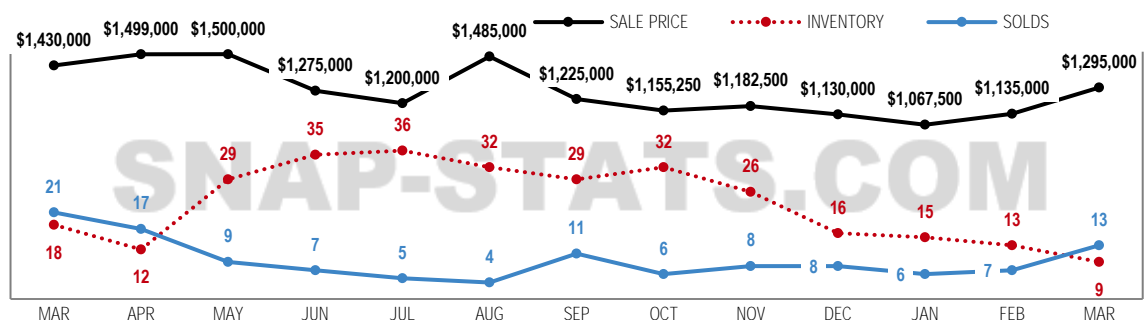 SALE PRICE INVENTORY SOLDS
$1,430,000 $1,499,000 $1,500,000 $1,275,000 $1,200,000 $1,485,000 $1,225,000 $1,155,250 $1,182,500 $1,130,000 $1,067,500 $1,135,000 $1,295,000
18 12 29 35 36 32 29 32 26 16 15 13 9
21 17 9 7 5 4 11 6 8 8 6 7 13
SNAP-STATS.COM
MAR APR MAY JUN JUL AUG SEP OCT NOV DEC JAN FEB MAR